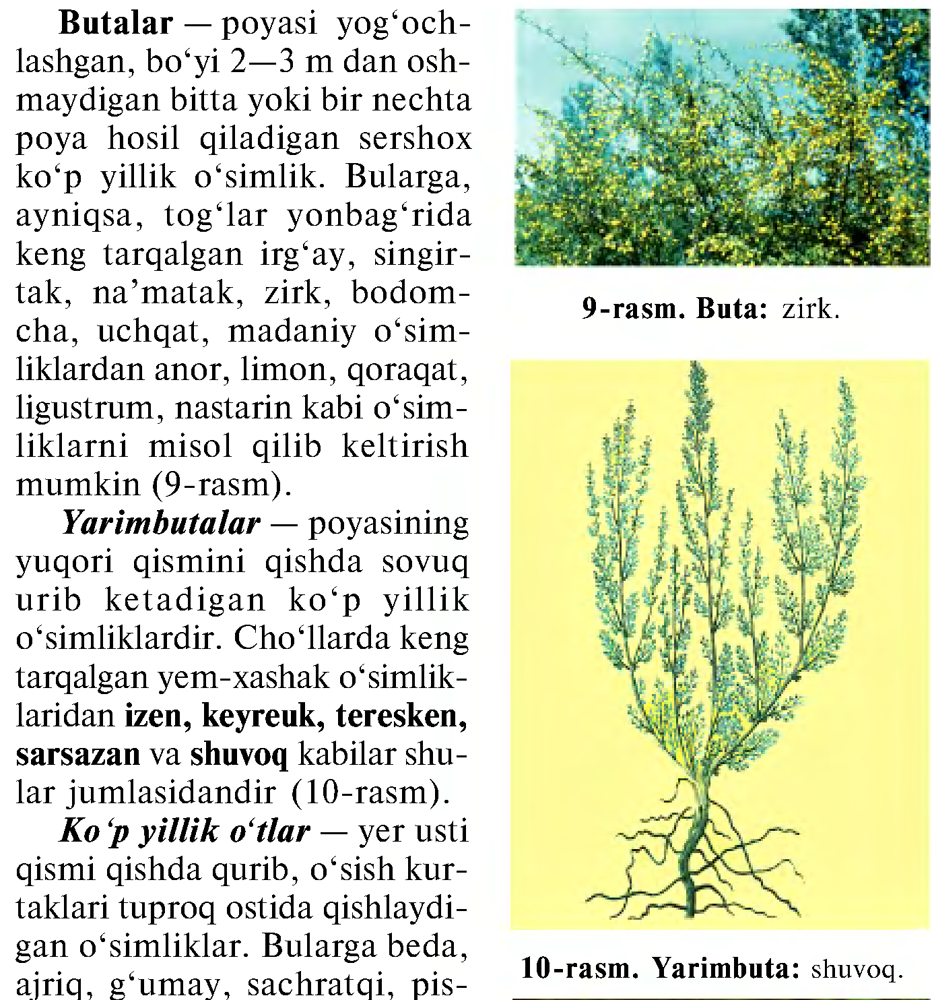 Butalar — poyasi yog‘och-
lashgan, bo‘yi 2—3 m dan osh-
maydigan bitta yoki bir nechta
poya hosil qiladigan sershox
ko‘p yillik o‘simlik. Bularga,
ayniqsa, tog‘lar yonbag‘rida
keng tarqalgan irg‘ay, singir-
tak, na’matak, zirk, bodom-
cha, uchqat, madaniy o‘sim-
liklardan anor, limon, qoraqat,
ligustrum, nastarin kabi o‘sim-
liklarni misol qilib keltirish
mumkin (9-rasm).
Yarimbutalar — poyasining
yuqori qismini qishda sovuq
urib ketadigan ko‘p yillik
o‘simliklardir. Cho‘llarda keng
tarqalgan yem-xashak o‘simlik-
laridan izen, keyreuk, teresken,
sarsazan va shuvoq kabilar shu-
lar jumlasidandir (10-rasm).
Ko‘p yillik o‘tlar — yer usti
qismi qishda qurib, o‘sish kur-
taklari tuproq ostida qishlaydi-
gan o‘simliklar. Bularga beda,
ajriq, g‘umay, sachratqi, pis-
9-rasm. Buta: zirk.
10-rasm. Yarimbuta: shuvoq.